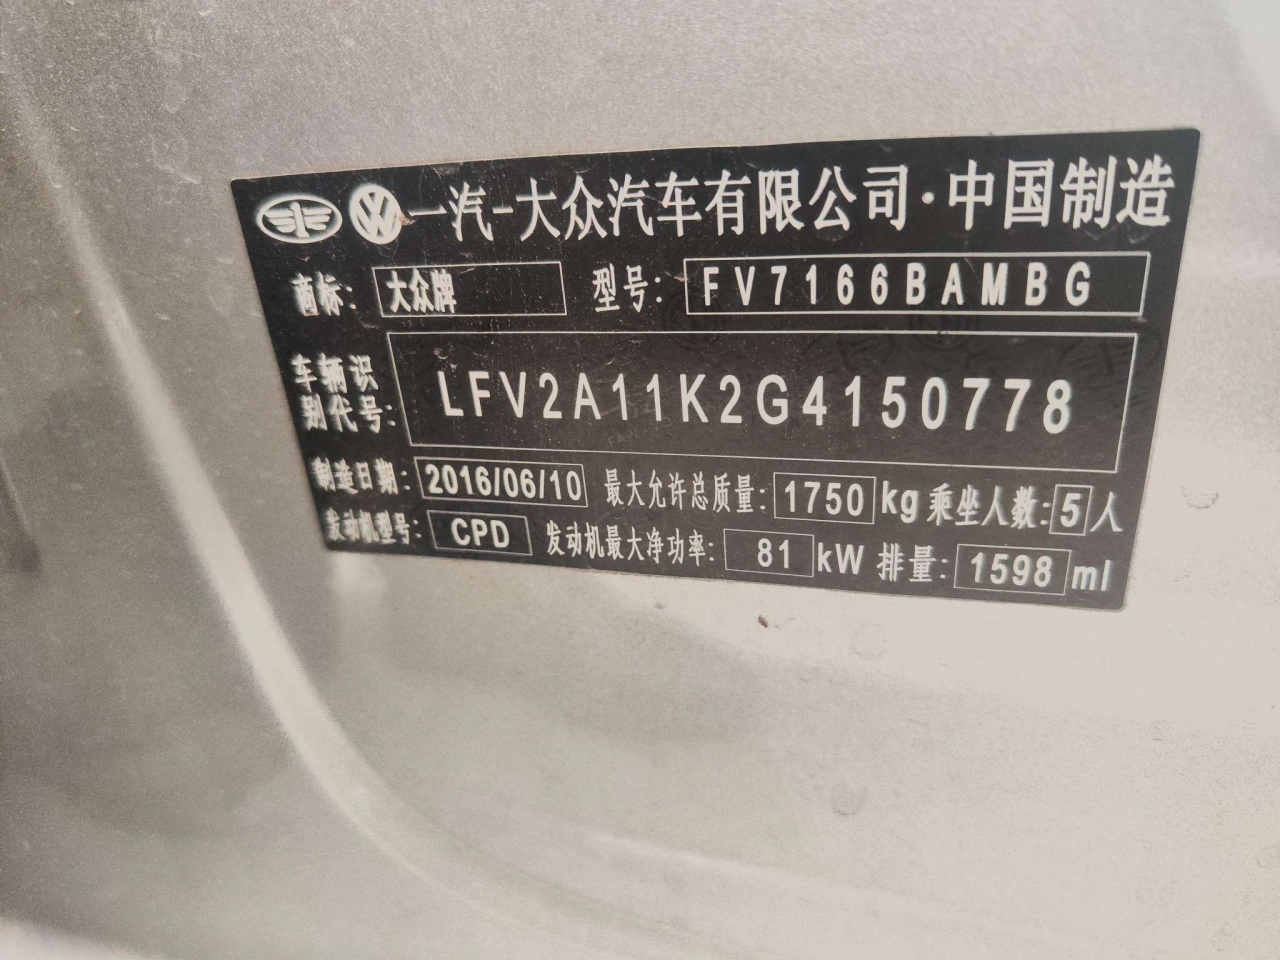 一汽-大众汽车有限公司·中国制造
商标: 大众牌 型号: FV7166BAMBG
车辆识别代号: LFV2A11K2G4150778
制造日期: 2016/06/10 最大允许总质量: 1750 kg 乘坐人数: 5 人
发动机型号: CPD 发动机最大净功率: 81 kW 排量: 1598 ml